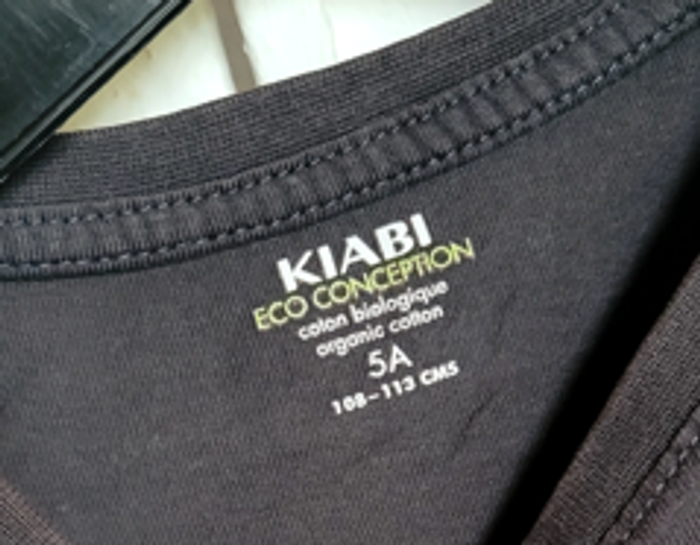 KIABI
ECO CONCEPTION
coton biologique
organic cotton
5A
108-113 CMS